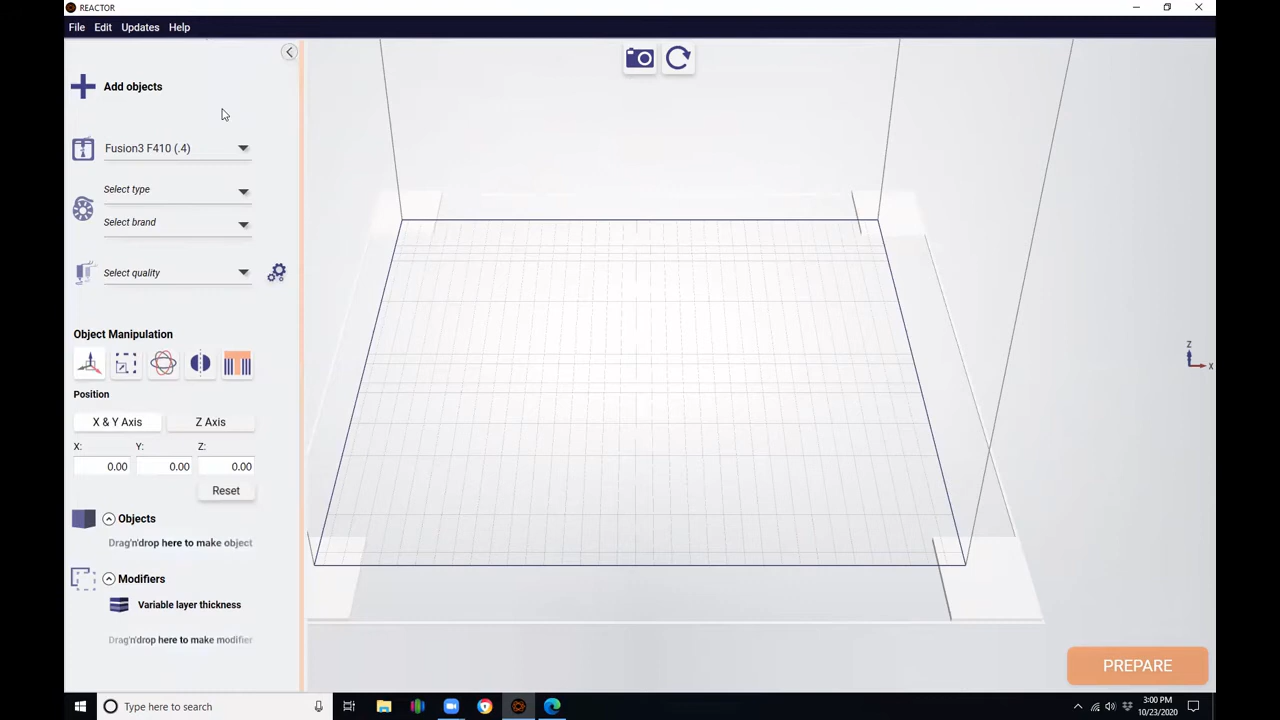 REACTOR
File Edit Updates Help
Add objects
Fusion3 F410 (.4)
Select type
Select brand
Select quality
Object Manipulation
Position
X & Y Axis Z Axis
X: Y: Z:
0.00 0.00 0.00
Reset
Objects
Drag'n'drop here to make object
Modifiers
Variable layer thickness
Drag'n'drop here to make modifier
Z
X
PREPARE
Type here to search
3:00 PM
10/23/2020